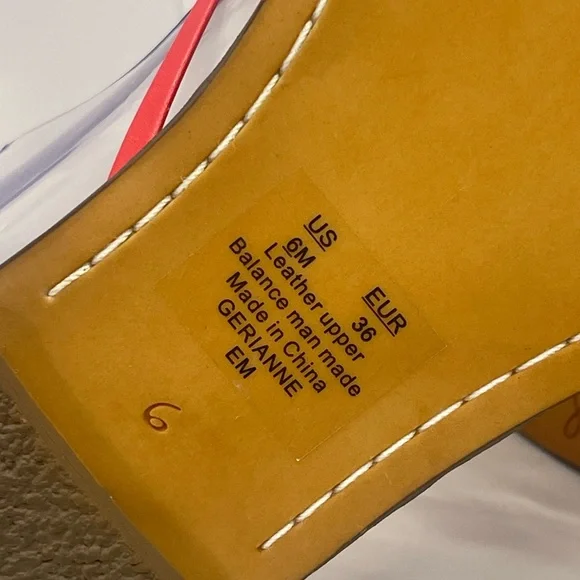 US EUR
6M 36
Leather upper
Balance man made
Made in China
GERIANNE
EM
6